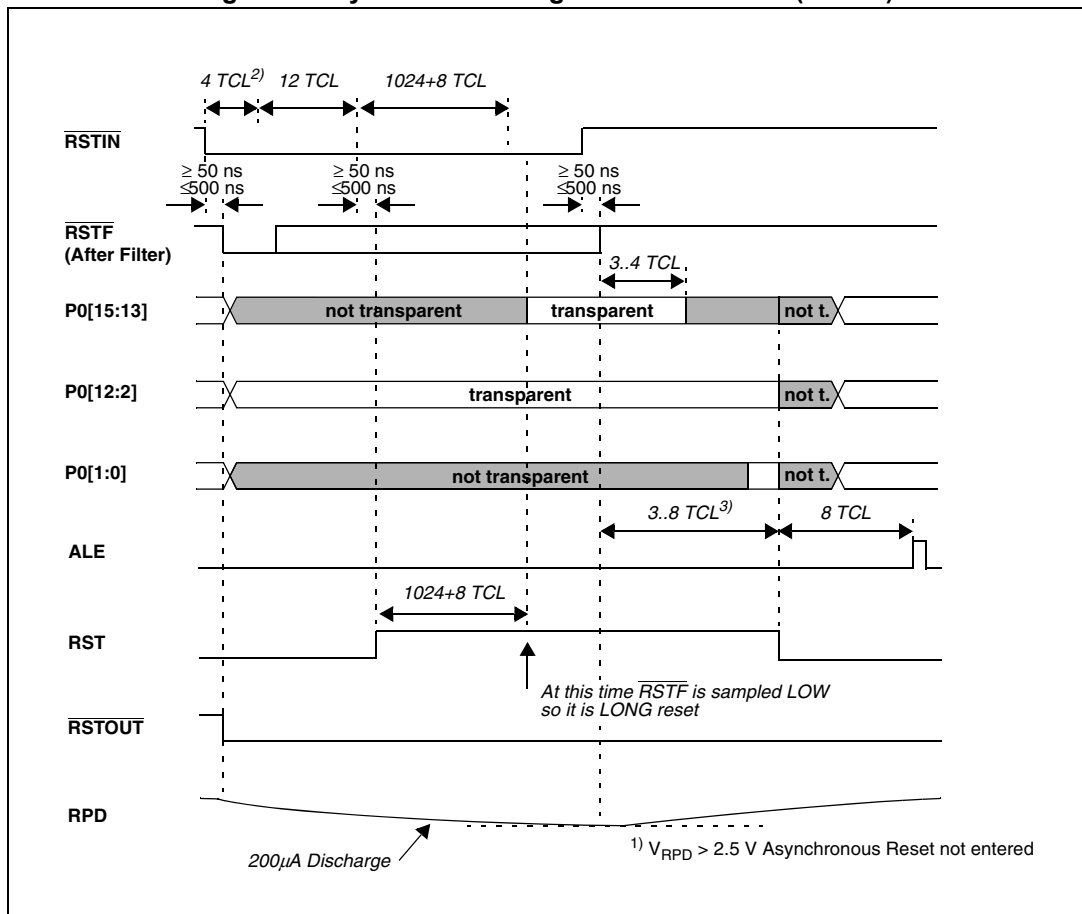 4 TCL2) 12 TCL 1024+8 TCL
RSTIN
≥ 50 ns ≥ 50 ns ≥ 50 ns
≤500 ns ≤500 ns ≤500 ns
RSTF
(After Filter)
3..4 TCL
P0[15:13] not transparent transparent not t.
P0[12:2] transparent not t.
P0[1:0] not transparent not t.
3..8 TCL3) 8 TCL
ALE
1024+8 TCL
RST
At this time RSTF is sampled LOW
so it is LONG reset
RSTOUT
RPD
200µA Discharge
1) VRPD > 2.5 V Asynchronous Reset not entered